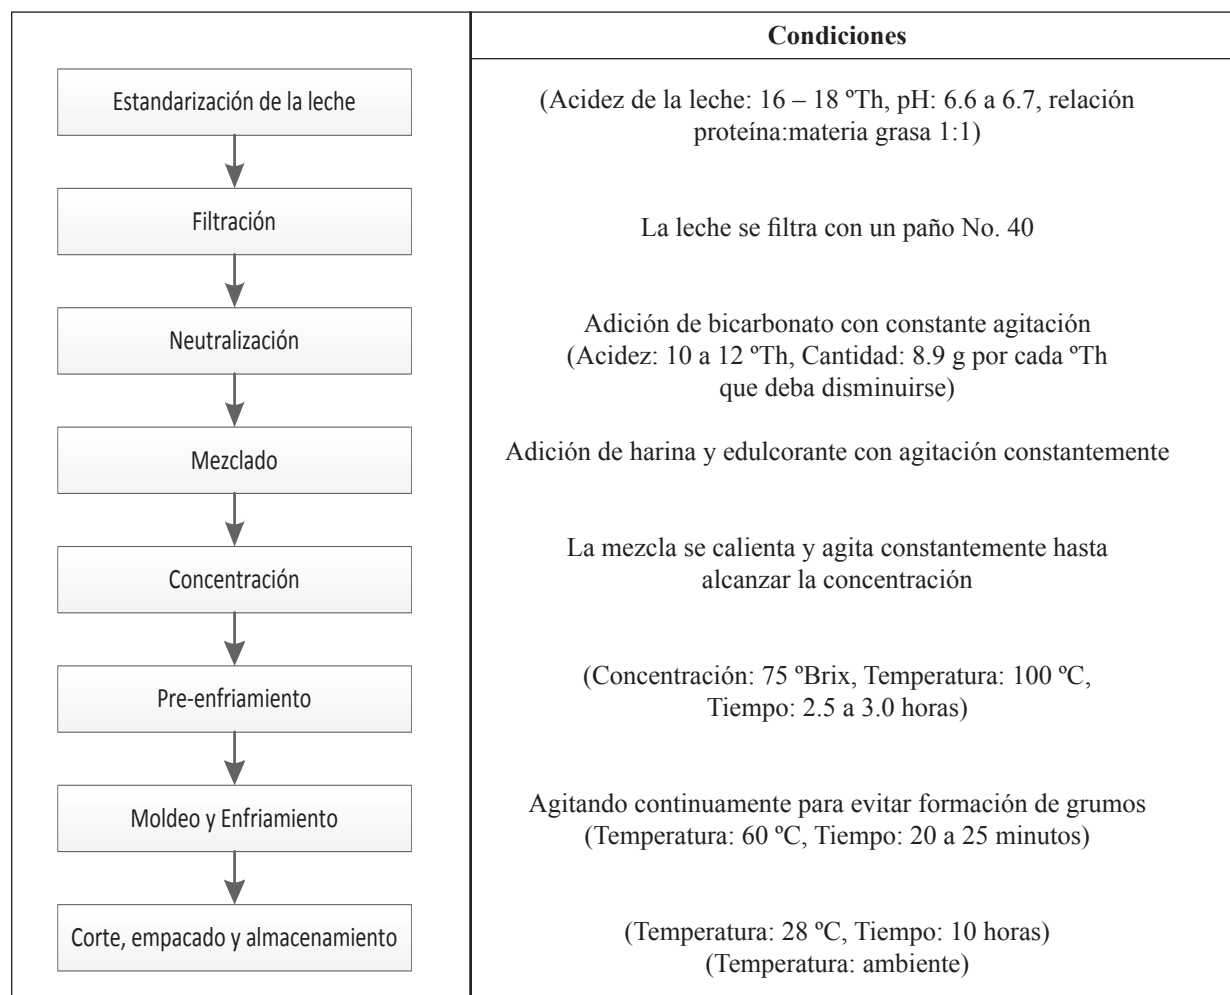 Condiciones
Estandarización de la leche
(Acidez de la leche: 16 – 18 ºTh, pH: 6.6 a 6.7, relación
proteína:materia grasa 1:1)
Filtración
La leche se filtra con un paño No. 40
Neutralización
Adición de bicarbonato con constante agitación
(Acidez: 10 a 12 ºTh, Cantidad: 8.9 g por cada ºTh
que deba disminuirse)
Mezclado
Adición de harina y edulcorante con agitación constantemente
Concentración
La mezcla se calienta y agita constantemente hasta
alcanzar la concentración
Pre-enfriamiento
(Concentración: 75 ºBrix, Temperatura: 100 ºC,
Tiempo: 2.5 a 3.0 horas)
Moldeo y Enfriamiento
Agitando continuamente para evitar formación de grumos
(Temperatura: 60 ºC, Tiempo: 20 a 25 minutos)
Corte, empacado y almacenamiento
(Temperatura: 28 ºC, Tiempo: 10 horas)
(Temperatura: ambiente)